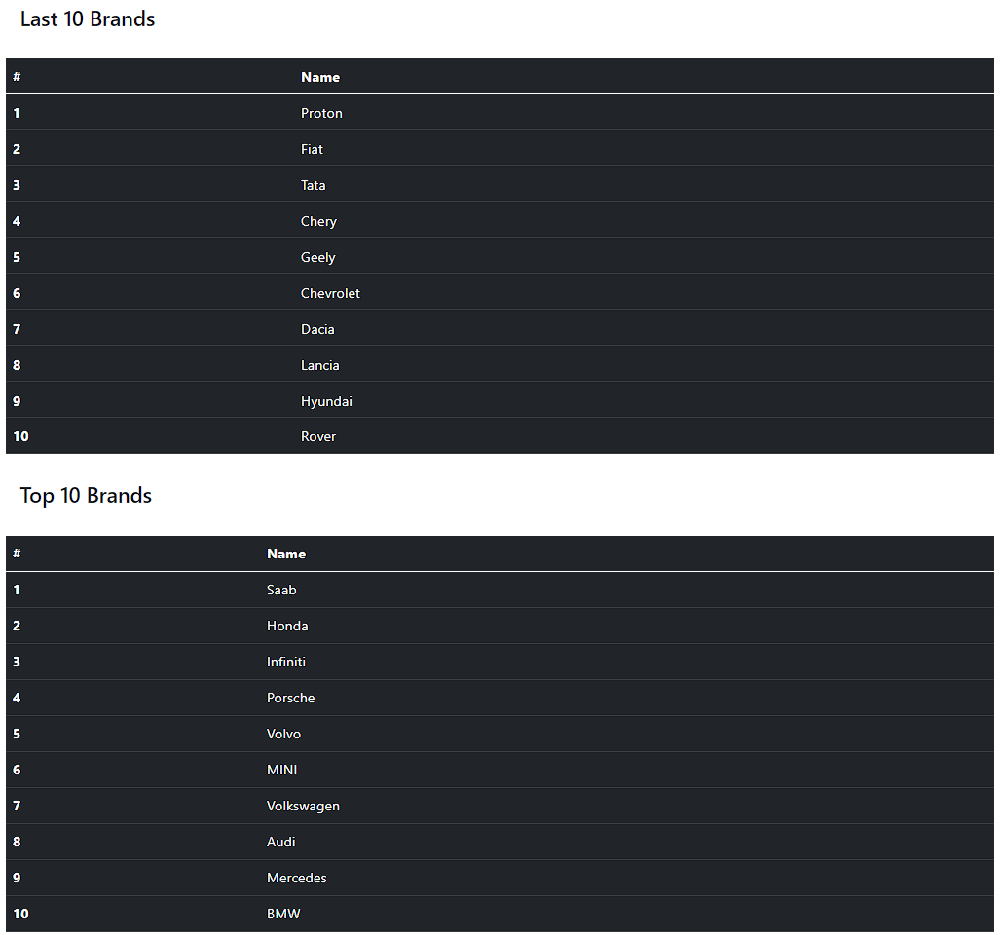 Last 10 Brands
# Name
1 Proton
2 Fiat
3 Tata
4 Chery
5 Geely
6 Chevrolet
7 Dacia
8 Lancia
9 Hyundai
10 Rover
Top 10 Brands
# Name
1 Saab
2 Honda
3 Infiniti
4 Porsche
5 Volvo
6 MINI
7 Volkswagen
8 Audi
9 Mercedes
10 BMW